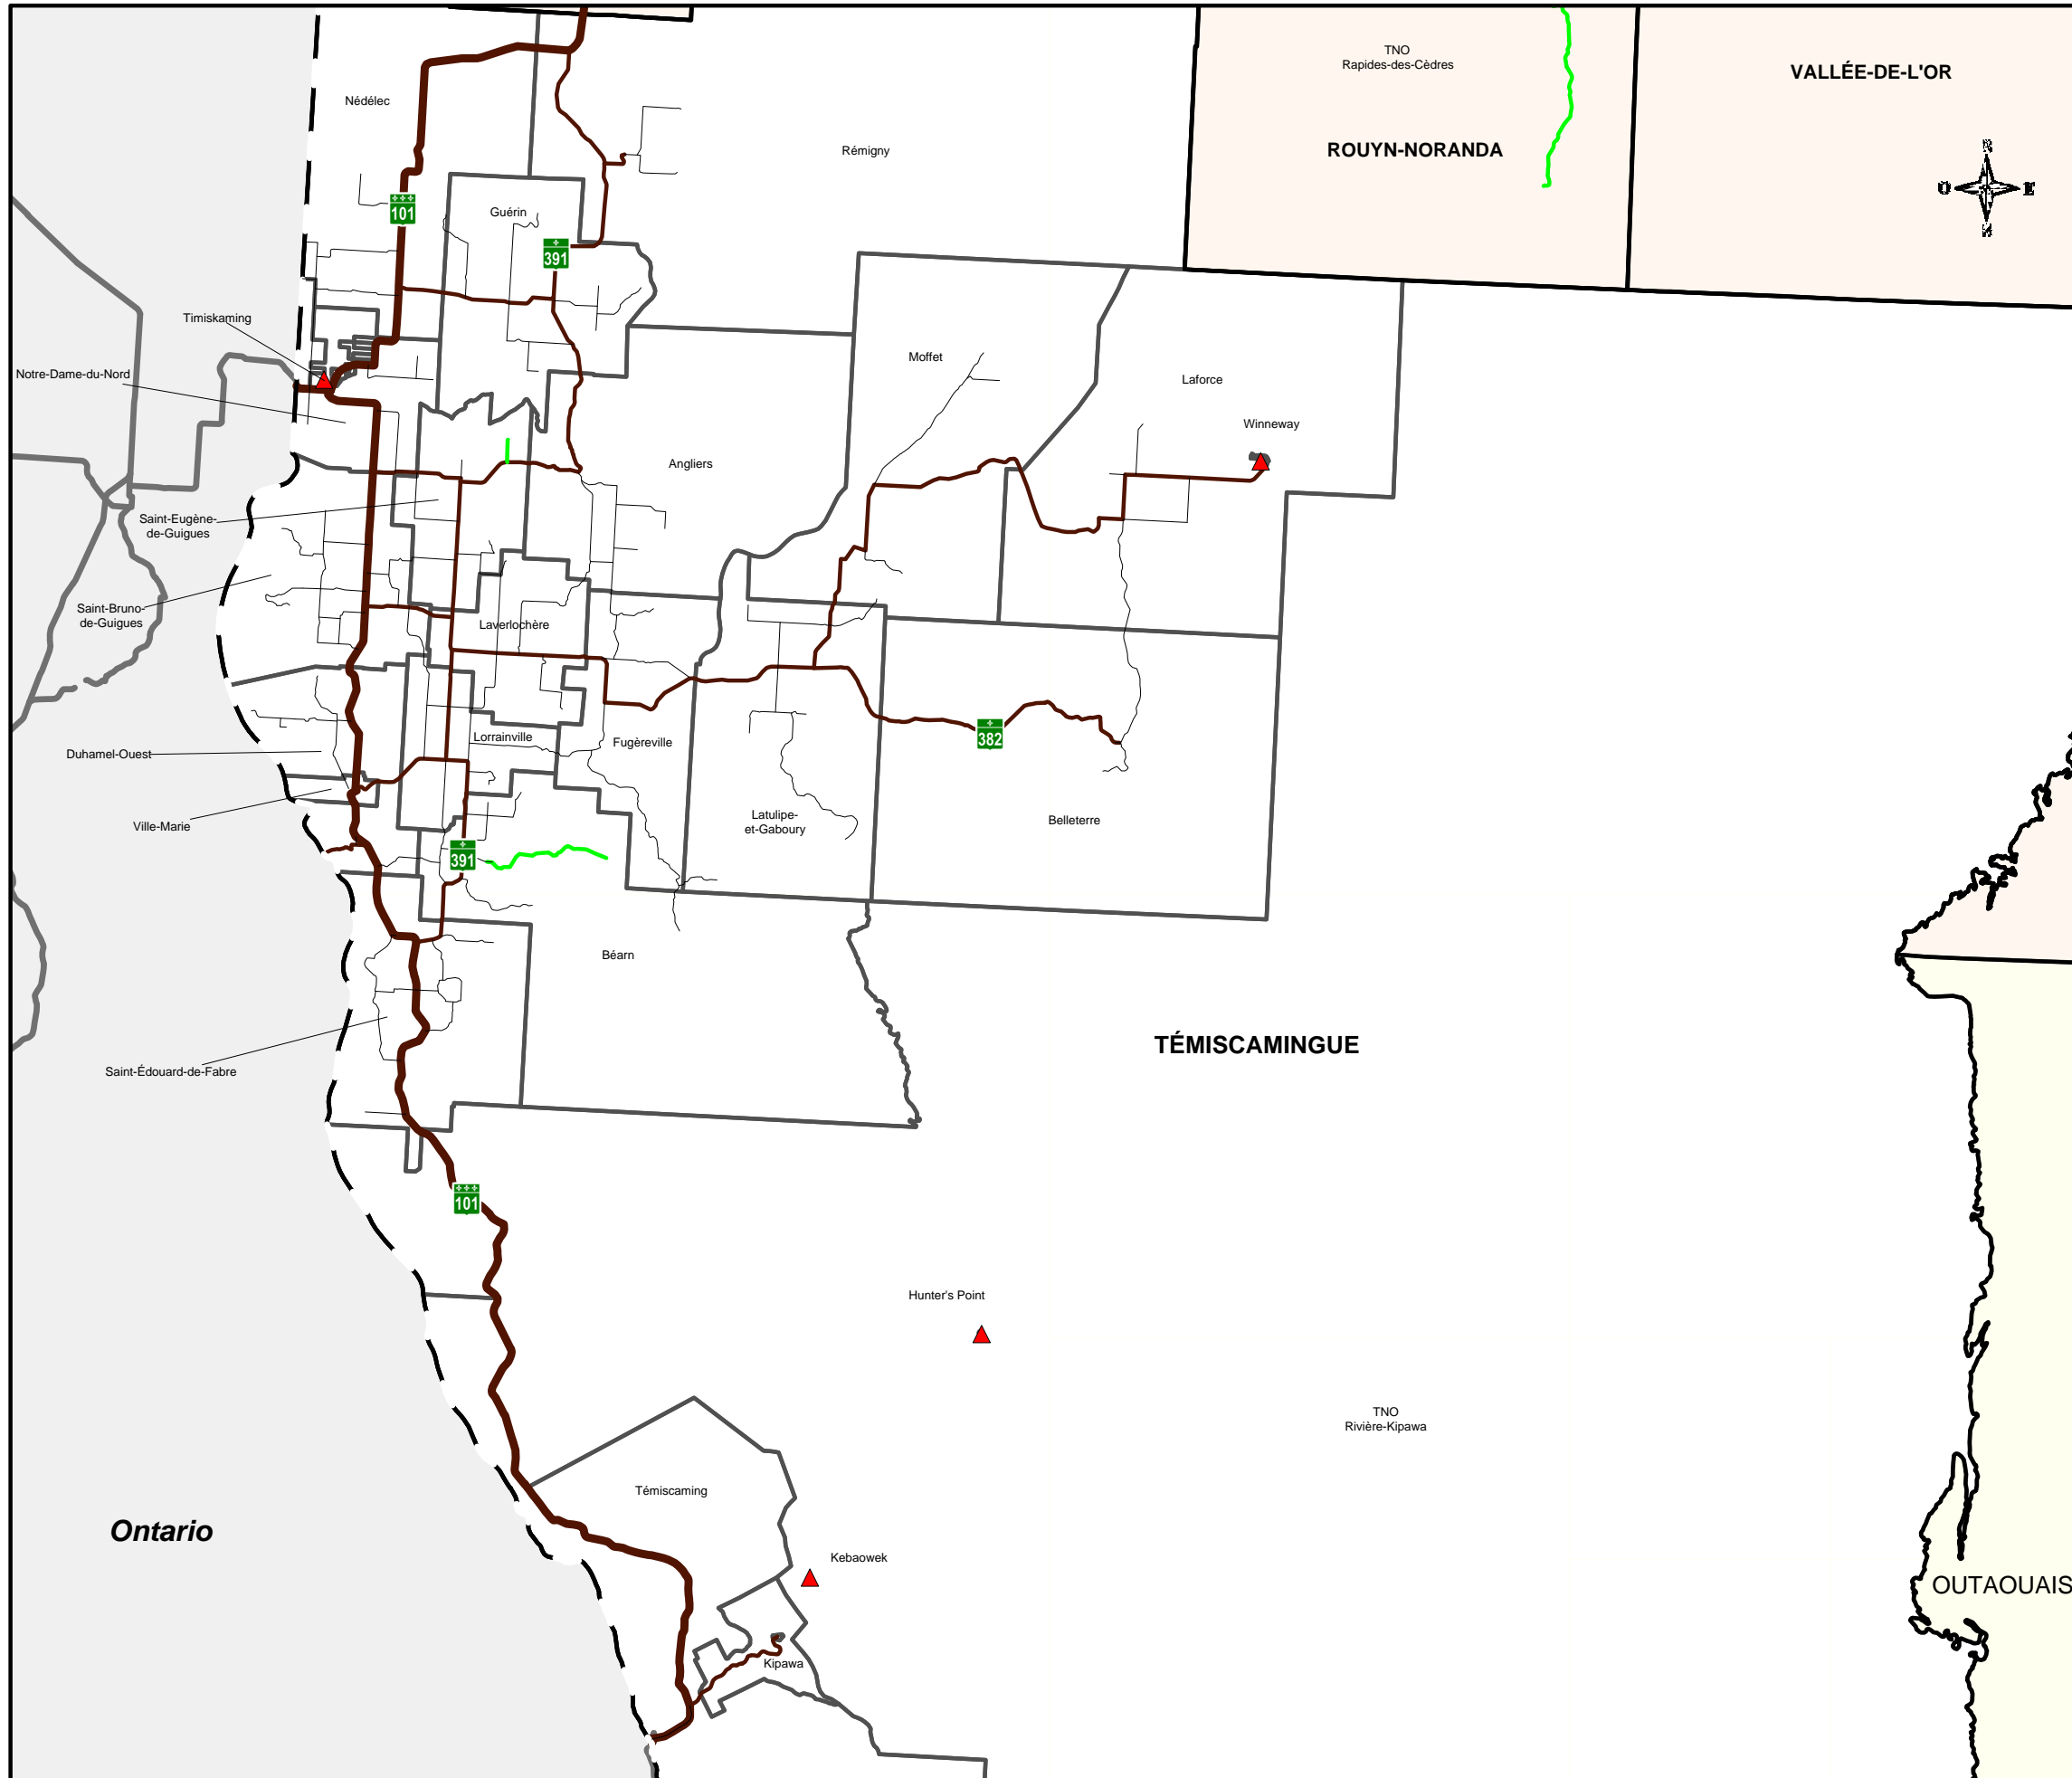 TNO
Rapides-des-Cèdres
VALLÉE-DE-L'OR
Nédélec
Rémigny
ROUYN-NORANDA
N
O E
101
Guérin
391
Timiskaming
Moffet
Notre-Dame-du-Nord
Laforce
Winneway
Angliers
Saint-Eugène-
de-Guigues
Saint-Bruno-
de-Guigues
Laverlochère
Duhamel-Ouest
Lorrainville
Fugèreville
382
Ville-Marie
Latulipe-
et-Gaboury
Belleterre
391
Béarn
TÉMISCAMINGUE
Saint-Édouard-de-Fabre
101
Hunter's Point
TNO
Rivière-Kipawa
Témiscaming
Ontario
Kebaowek
OUTAOUAIS
Kipawa